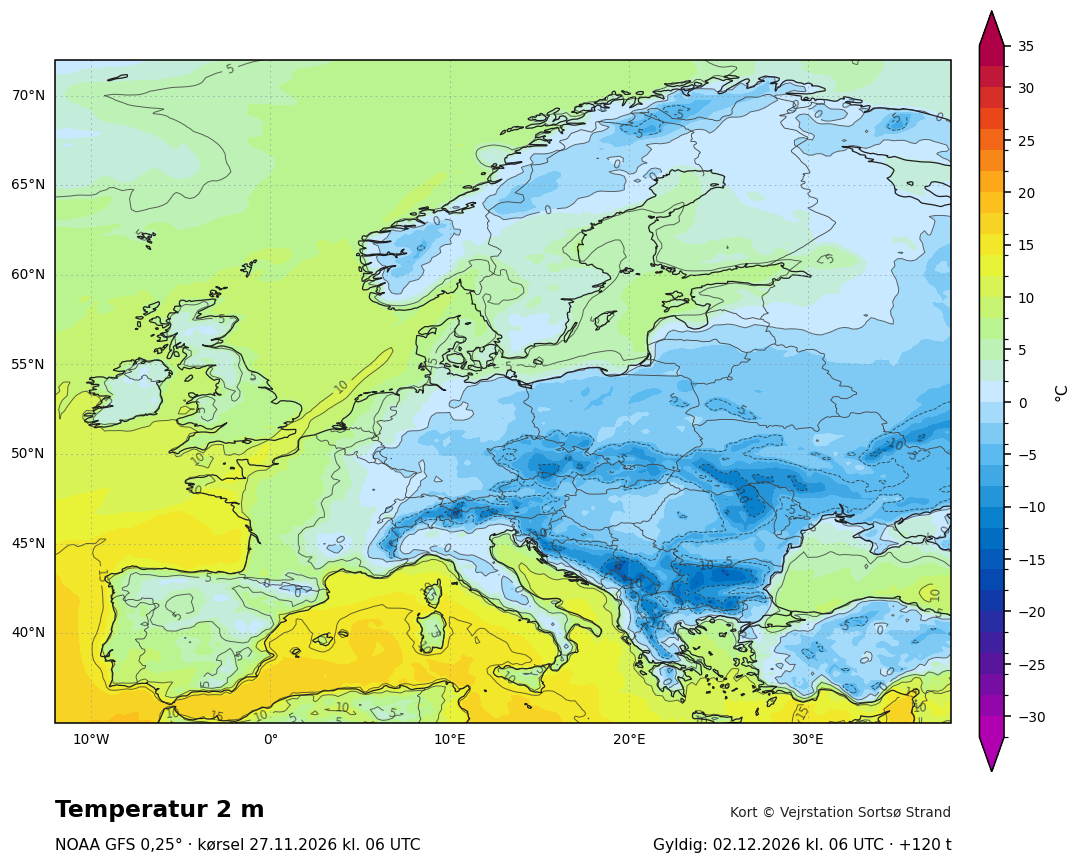 70°N
65°N
60°N
55°N
50°N
45°N
40°N
10°W 0° 10°E 20°E 30°E
35
30
25
20
15
10
5
0
−5
−10
−15
−20
−25
−30
°C
Temperatur 2 m
Kort © Vejrstation Sortsø Strand
NOAA GFS 0,25° · kørsel 27.11.2026 kl. 06 UTC
Gyldig: 02.12.2026 kl. 06 UTC · +120 t